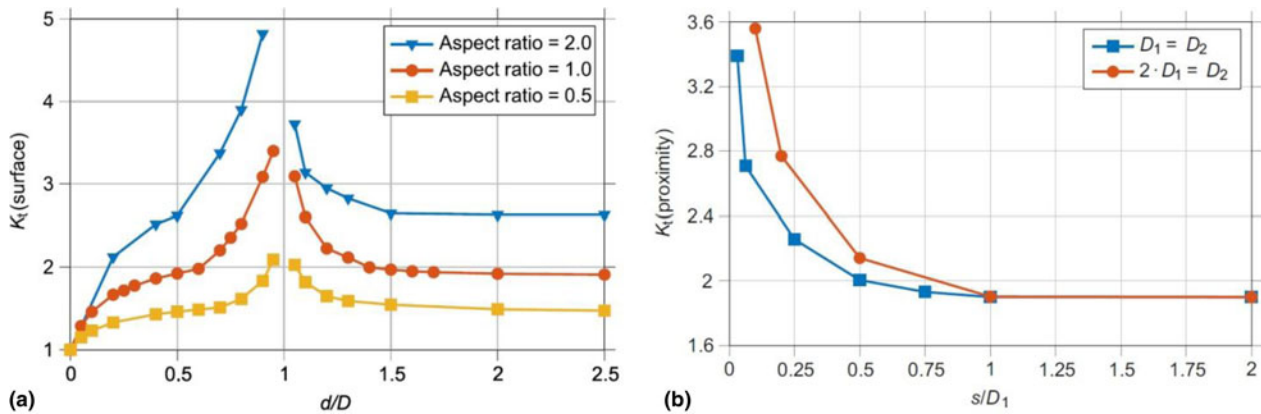 5
4
3
2
1
Kt(surface)
Aspect ratio = 2.0
Aspect ratio = 1.0
Aspect ratio = 0.5
0 0.5 1 1.5 2 2.5
d/D
(a)
3.6
3.2
2.8
2.4
2
1.6
Kt(proximity)
D1 = D2
2 · D1 = D2
0 0.25 0.5 0.75 1 1.25 1.5 1.75 2
s/D1
(b)